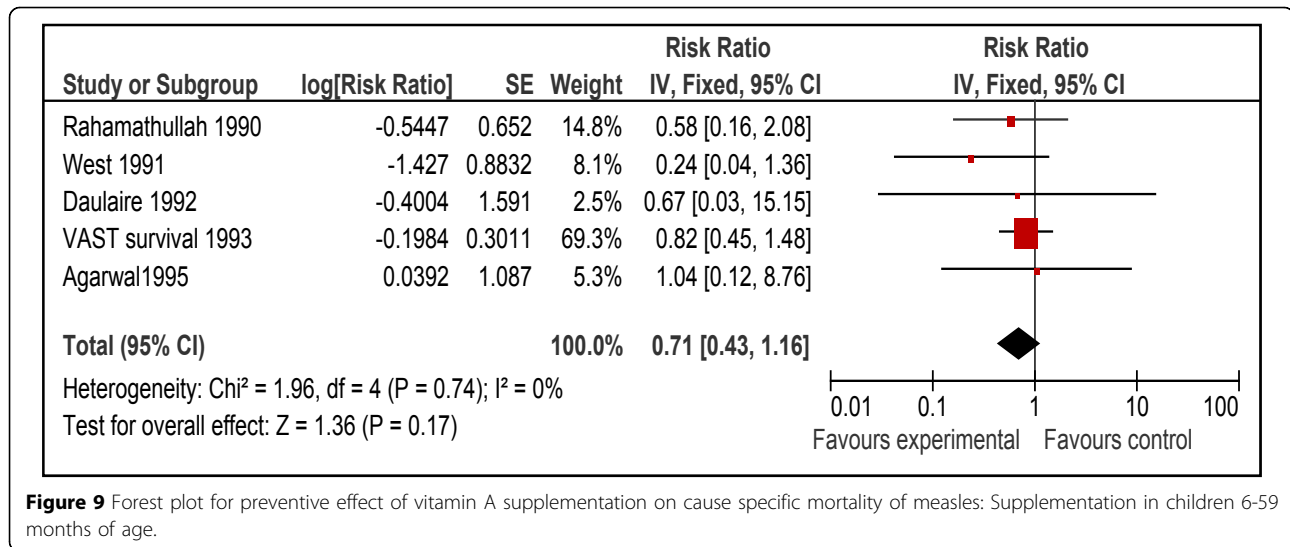 Risk Ratio Risk Ratio
Study or Subgroup log[Risk Ratio] SE Weight IV, Fixed, 95% CI IV, Fixed, 95% CI
Rahamathullah 1990 -0.5447 0.652 14.8% 0.58 [0.16, 2.08]
West 1991 -1.427 0.8832 8.1% 0.24 [0.04, 1.36]
Daulaire 1992 -0.4004 1.591 2.5% 0.67 [0.03, 15.15]
VAST survival 1993 -0.1984 0.3011 69.3% 0.82 [0.45, 1.48]
Agarwal1995 0.0392 1.087 5.3% 1.04 [0.12, 8.76]
Total (95% CI) 100.0% 0.71 [0.43, 1.16]
Heterogeneity: Chi² = 1.96, df = 4 (P = 0.74); I² = 0%
Test for overall effect: Z = 1.36 (P = 0.17)
0.01 0.1 1 10 100
Favours experimental Favours control
Figure 9 Forest plot for preventive effect of vitamin A supplementation on cause specific mortality of measles: Supplementation in children 6-59
months of age.